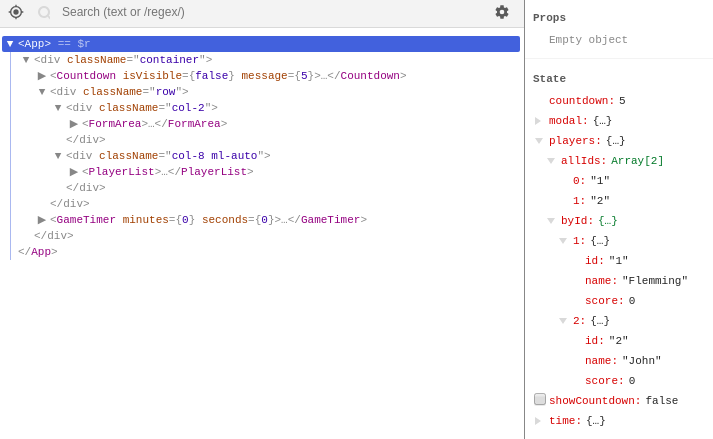 Search (text or /regex/)
▼<App> == $r
▼<div className="container">
▶<Countdown isVisible={false} message={5}>…</Countdown>
▼<div className="row">
▼<div className="col-2">
▶<FormArea>…</FormArea>
</div>
▼<div className="col-8 ml-auto">
▶<PlayerList>…</PlayerList>
</div>
</div>
▶<GameTimer minutes={0} seconds={0}>…</GameTimer>
</div>
</App>
Props
Empty object
State
countdown: 5
modal: {…}
players: {…}
allIds: Array[2]
0: "1"
1: "2"
byId: {…}
1: {…}
id: "1"
name: "Flemming"
score: 0
2: {…}
id: "2"
name: "John"
score: 0
showCountdown: false
time: {…}